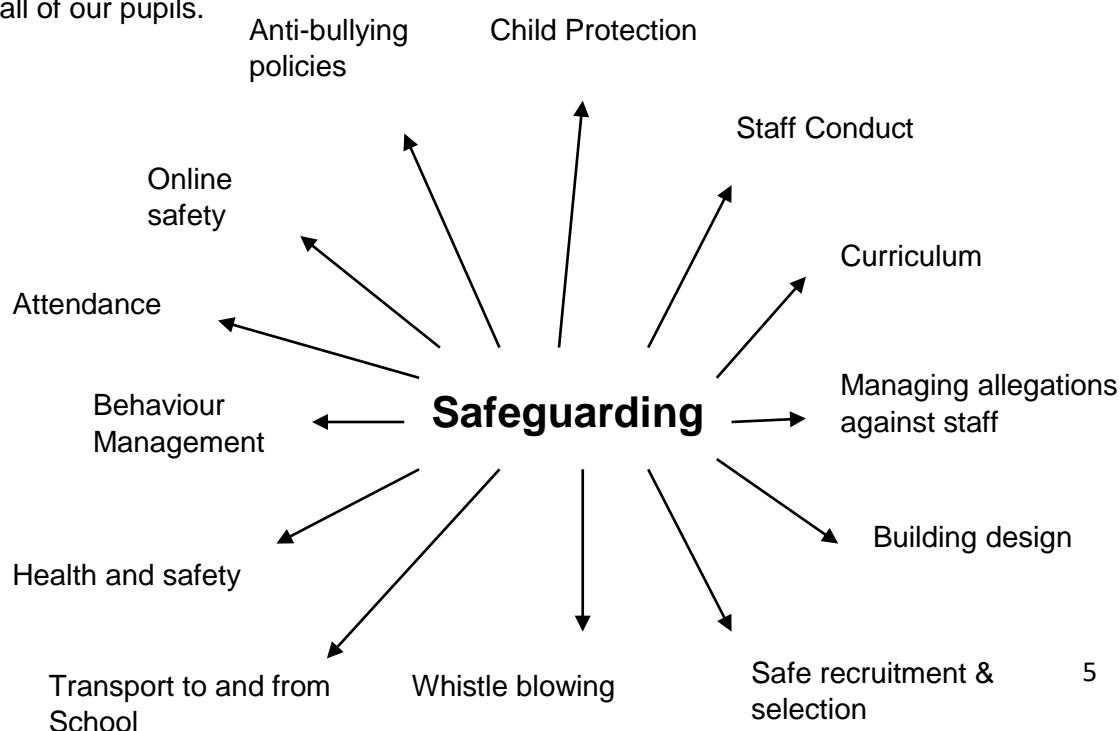 all of our pupils.
Anti-bullying
policies
Child Protection
Staff Conduct
Online
safety
Curriculum
Attendance
Managing allegations
against staff
Behaviour
Management
Safeguarding
Building design
Health and safety
Safe recruitment &
selection
5
Transport to and from
School
Whistle blowing